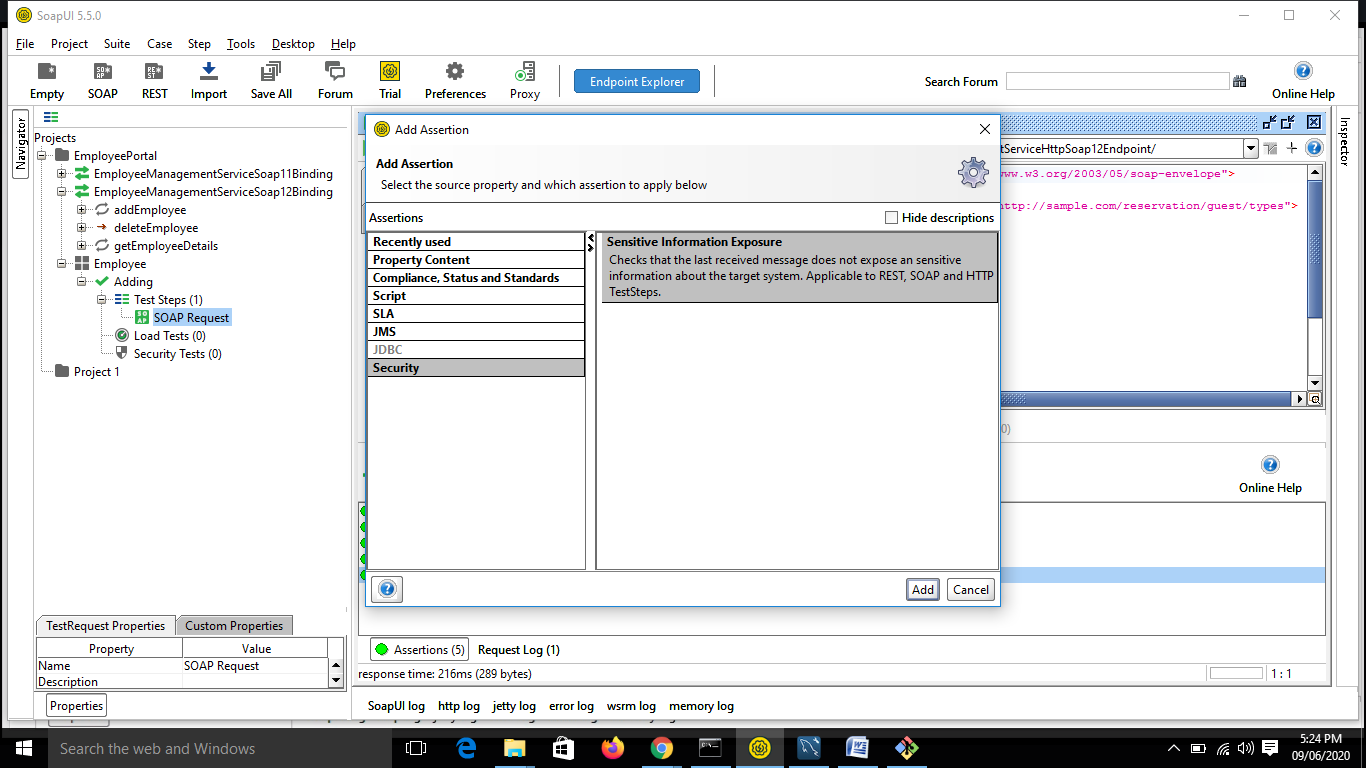 SoapUI 5.5.0
File Project Suite Case Step Tools Desktop Help
Empty SOAP REST Import Save All Forum Trial Preferences Proxy
Endpoint Explorer
Search Forum
Online Help
Navigator
Projects
EmployeePortal
EmployeeManagementServiceSoap11Binding
EmployeeManagementServiceSoap12Binding
addEmployee
deleteEmployee
getEmployeeDetails
Employee
Adding
Test Steps (1)
SOAP Request
Load Tests (0)
Security Tests (0)
Project 1
TestRequest Properties Custom Properties
Property Value
Name SOAP Request
Description
Properties
Add Assertion
Add Assertion
Select the source property and which assertion to apply below
Assertions
Hide descriptions
Recently used
Property Content
Compliance, Status and Standards
Script
SLA
JMS
JDBC
Security
Sensitive Information Exposure
Checks that the last received message does not expose an sensitive
information about the target system. Applicable to REST, SOAP and HTTP
TestSteps.
Add Cancel
tServiceHttpSoap12Endpoint/
ww.w3.org/2003/05/soap-envelope">
http://sample.com/reservation/guest/types">
Inspector
0)
Online Help
Assertions (5) Request Log (1)
response time: 216ms (289 bytes)
1 : 1
SoapUI log http log jetty log error log wsrm log memory log
Search the web and Windows
5:24 PM
09/06/2020